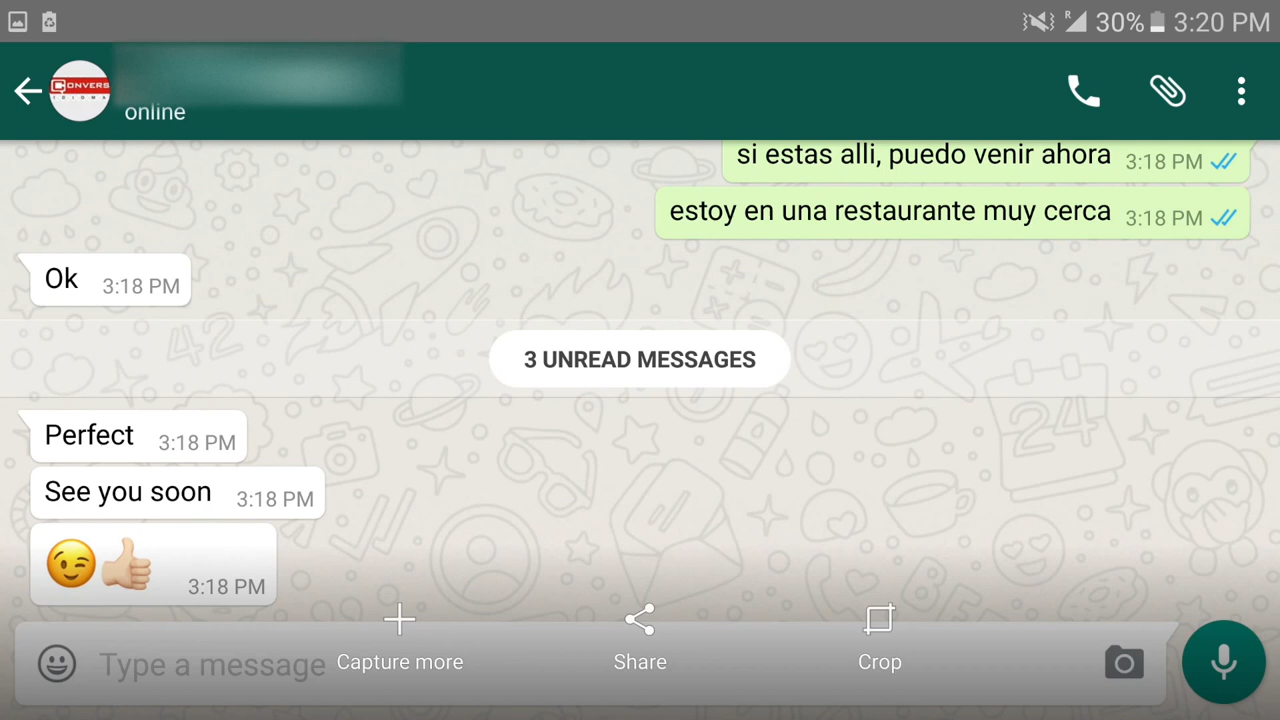 R 30% 3:20 PM
CONVERS
IDIOMA
online
si estas alli, puedo venir ahora 3:18 PM
estoy en una restaurante muy cerca 3:18 PM
Ok 3:18 PM
3 UNREAD MESSAGES
Perfect 3:18 PM
See you soon 3:18 PM
😉👍🏼 3:18 PM
Capture more
Share
Crop
Type a message